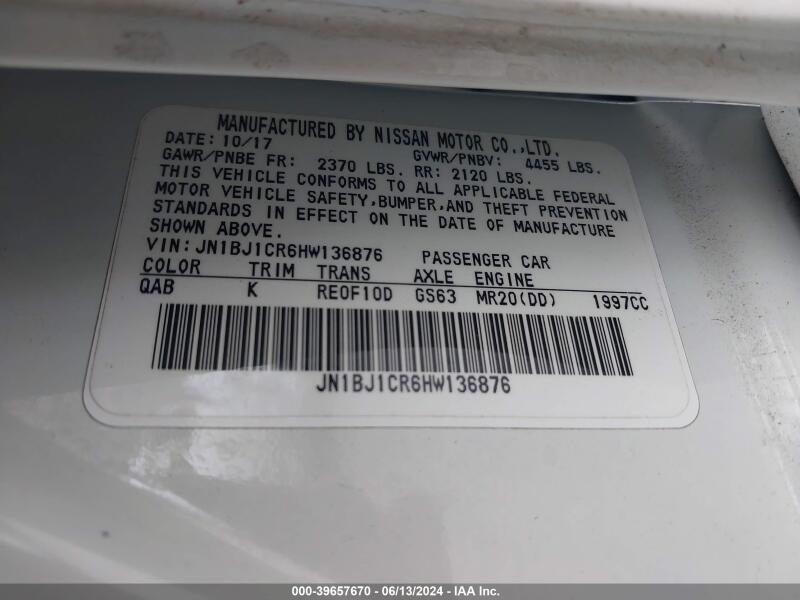 MANUFACTURED BY NISSAN MOTOR CO.,LTD.
DATE: 10/17 GVWR/PNBV: 4455 LBS.
GAWR/PNBE FR: 2370 LBS. RR: 2120 LBS.
THIS VEHICLE CONFORMS TO ALL APPLICABLE FEDERAL
MOTOR VEHICLE SAFETY,BUMPER,AND THEFT PREVENTION
STANDARDS IN EFFECT ON THE DATE OF MANUFACTURE
SHOWN ABOVE.
VIN: JN1BJ1CR6HW136876 PASSENGER CAR
COLOR TRIM TRANS AXLE ENGINE
QAB K RE0F10D GS63 MR20(DD) 1997CC
JN1BJ1CR6HW136876
000-39657670 - 06/13/2024 - IAA Inc.